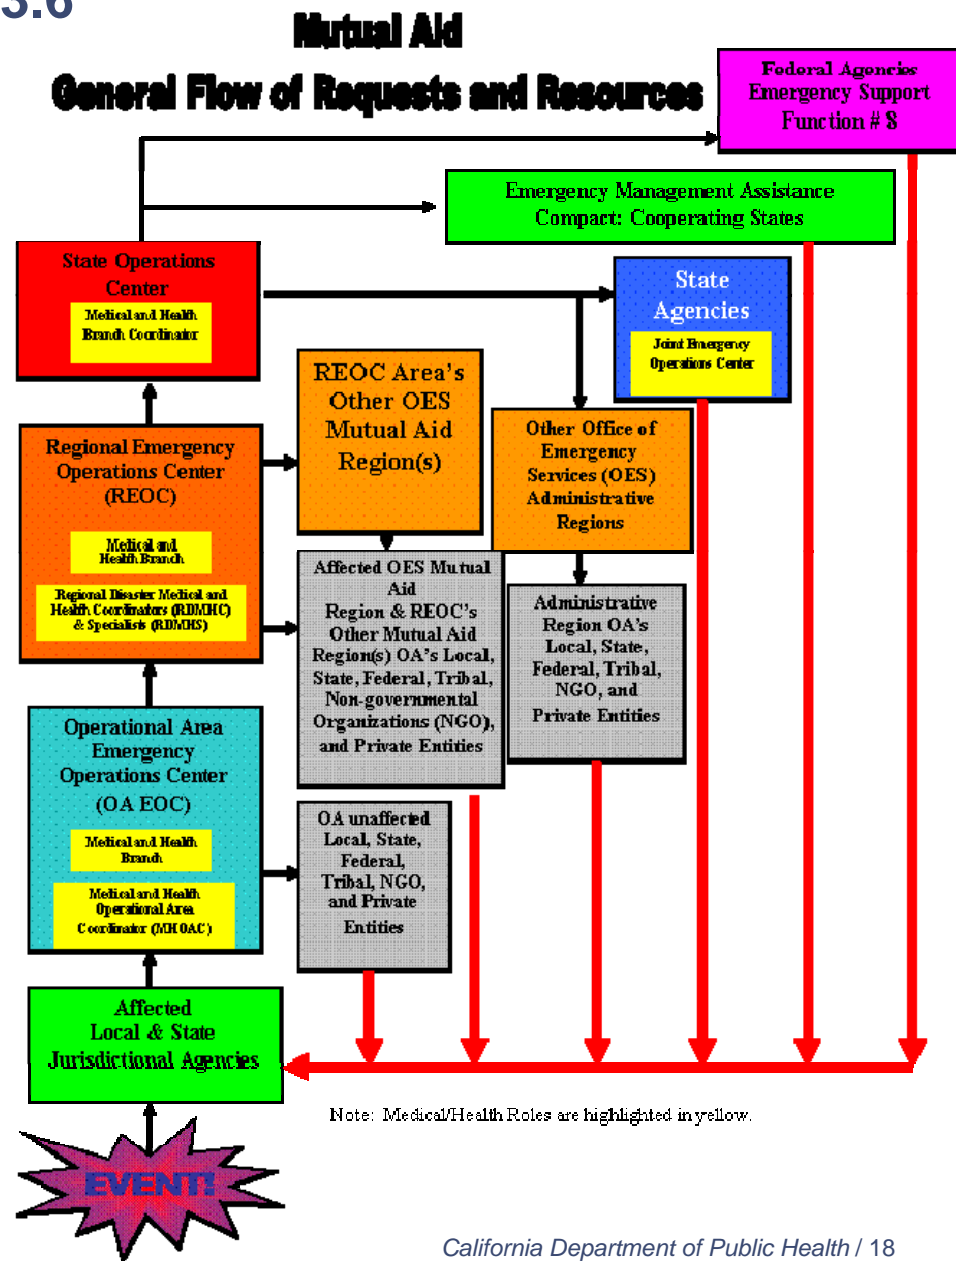 3.6
Mutual Aid
General Flow of Requests and Resources
Federal Agencies
Emergency Support
Function # 8
Emergency Management Assistance
Compact: Cooperating States
State Operations
Center
Medical and Health
Branch Coordinator
State
Agencies
Joint Emergency
Operations Center
REOC Area's
Other OES
Mutual Aid
Region(s)
Other Office of
Emergency
Services (OES)
Administrative
Regions
Regional Emergency
Operations Center
(REOC)
Medical and
Health Branch
Regional Disaster Medical and
Health Coordinators (RDMHC)
& Specialists (RDMHS)
Affected OES Mutual
Aid
Region & REOC's
Other Mutual Aid
Region(s) OA's Local,
State, Federal, Tribal,
Non-governmental
Organizations (NGO),
and Private Entities
Administrative
Region OA's
Local, State,
Federal, Tribal,
NGO, and
Private Entities
Operational Area
Emergency
Operations Center
(OA EOC)
Medical and Health
Branch
Medical and Health
Operational Area
Coordinator (MHOAC)
OA unaffected
Local, State,
Federal,
Tribal, NGO,
and Private
Entities
Affected
Local & State
Jurisdictional Agencies
EVENT!
Note: Medical/Health Roles are highlighted in yellow.
California Department of Public Health / 18